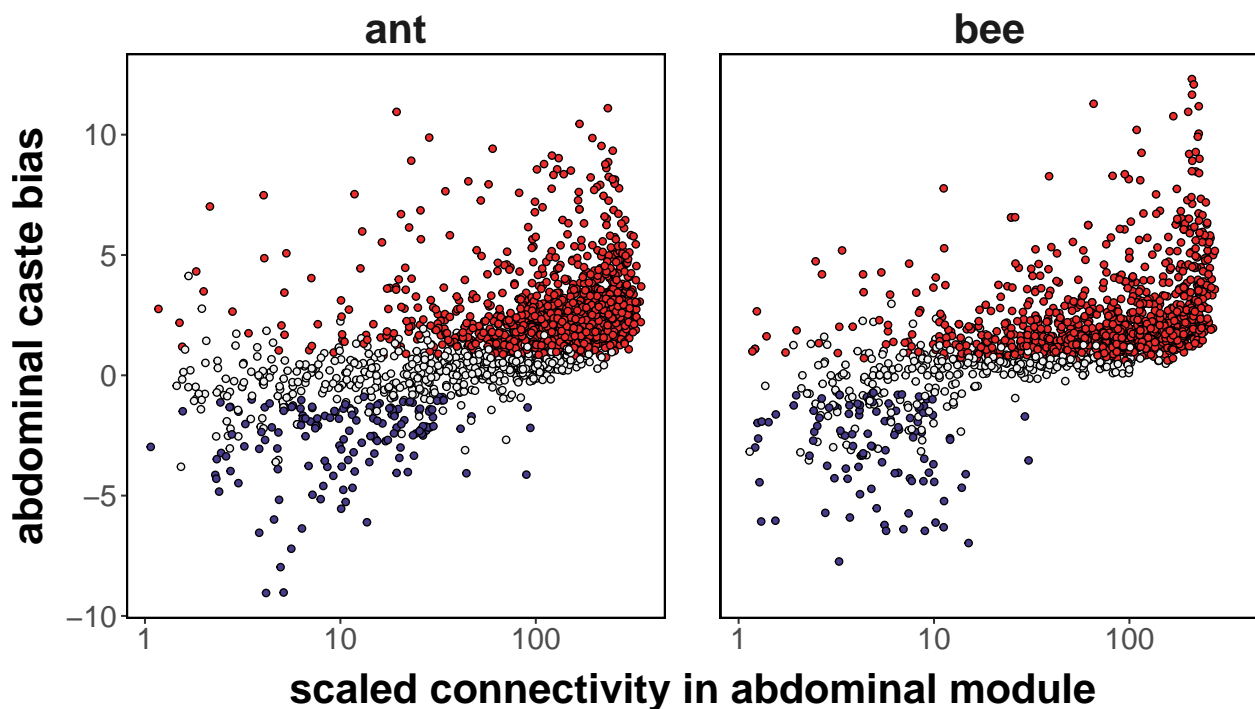 ant bee
abdominal caste bias
10
5
0
−5
−10
1 10 100 1 10 100
scaled connectivity in abdominal module